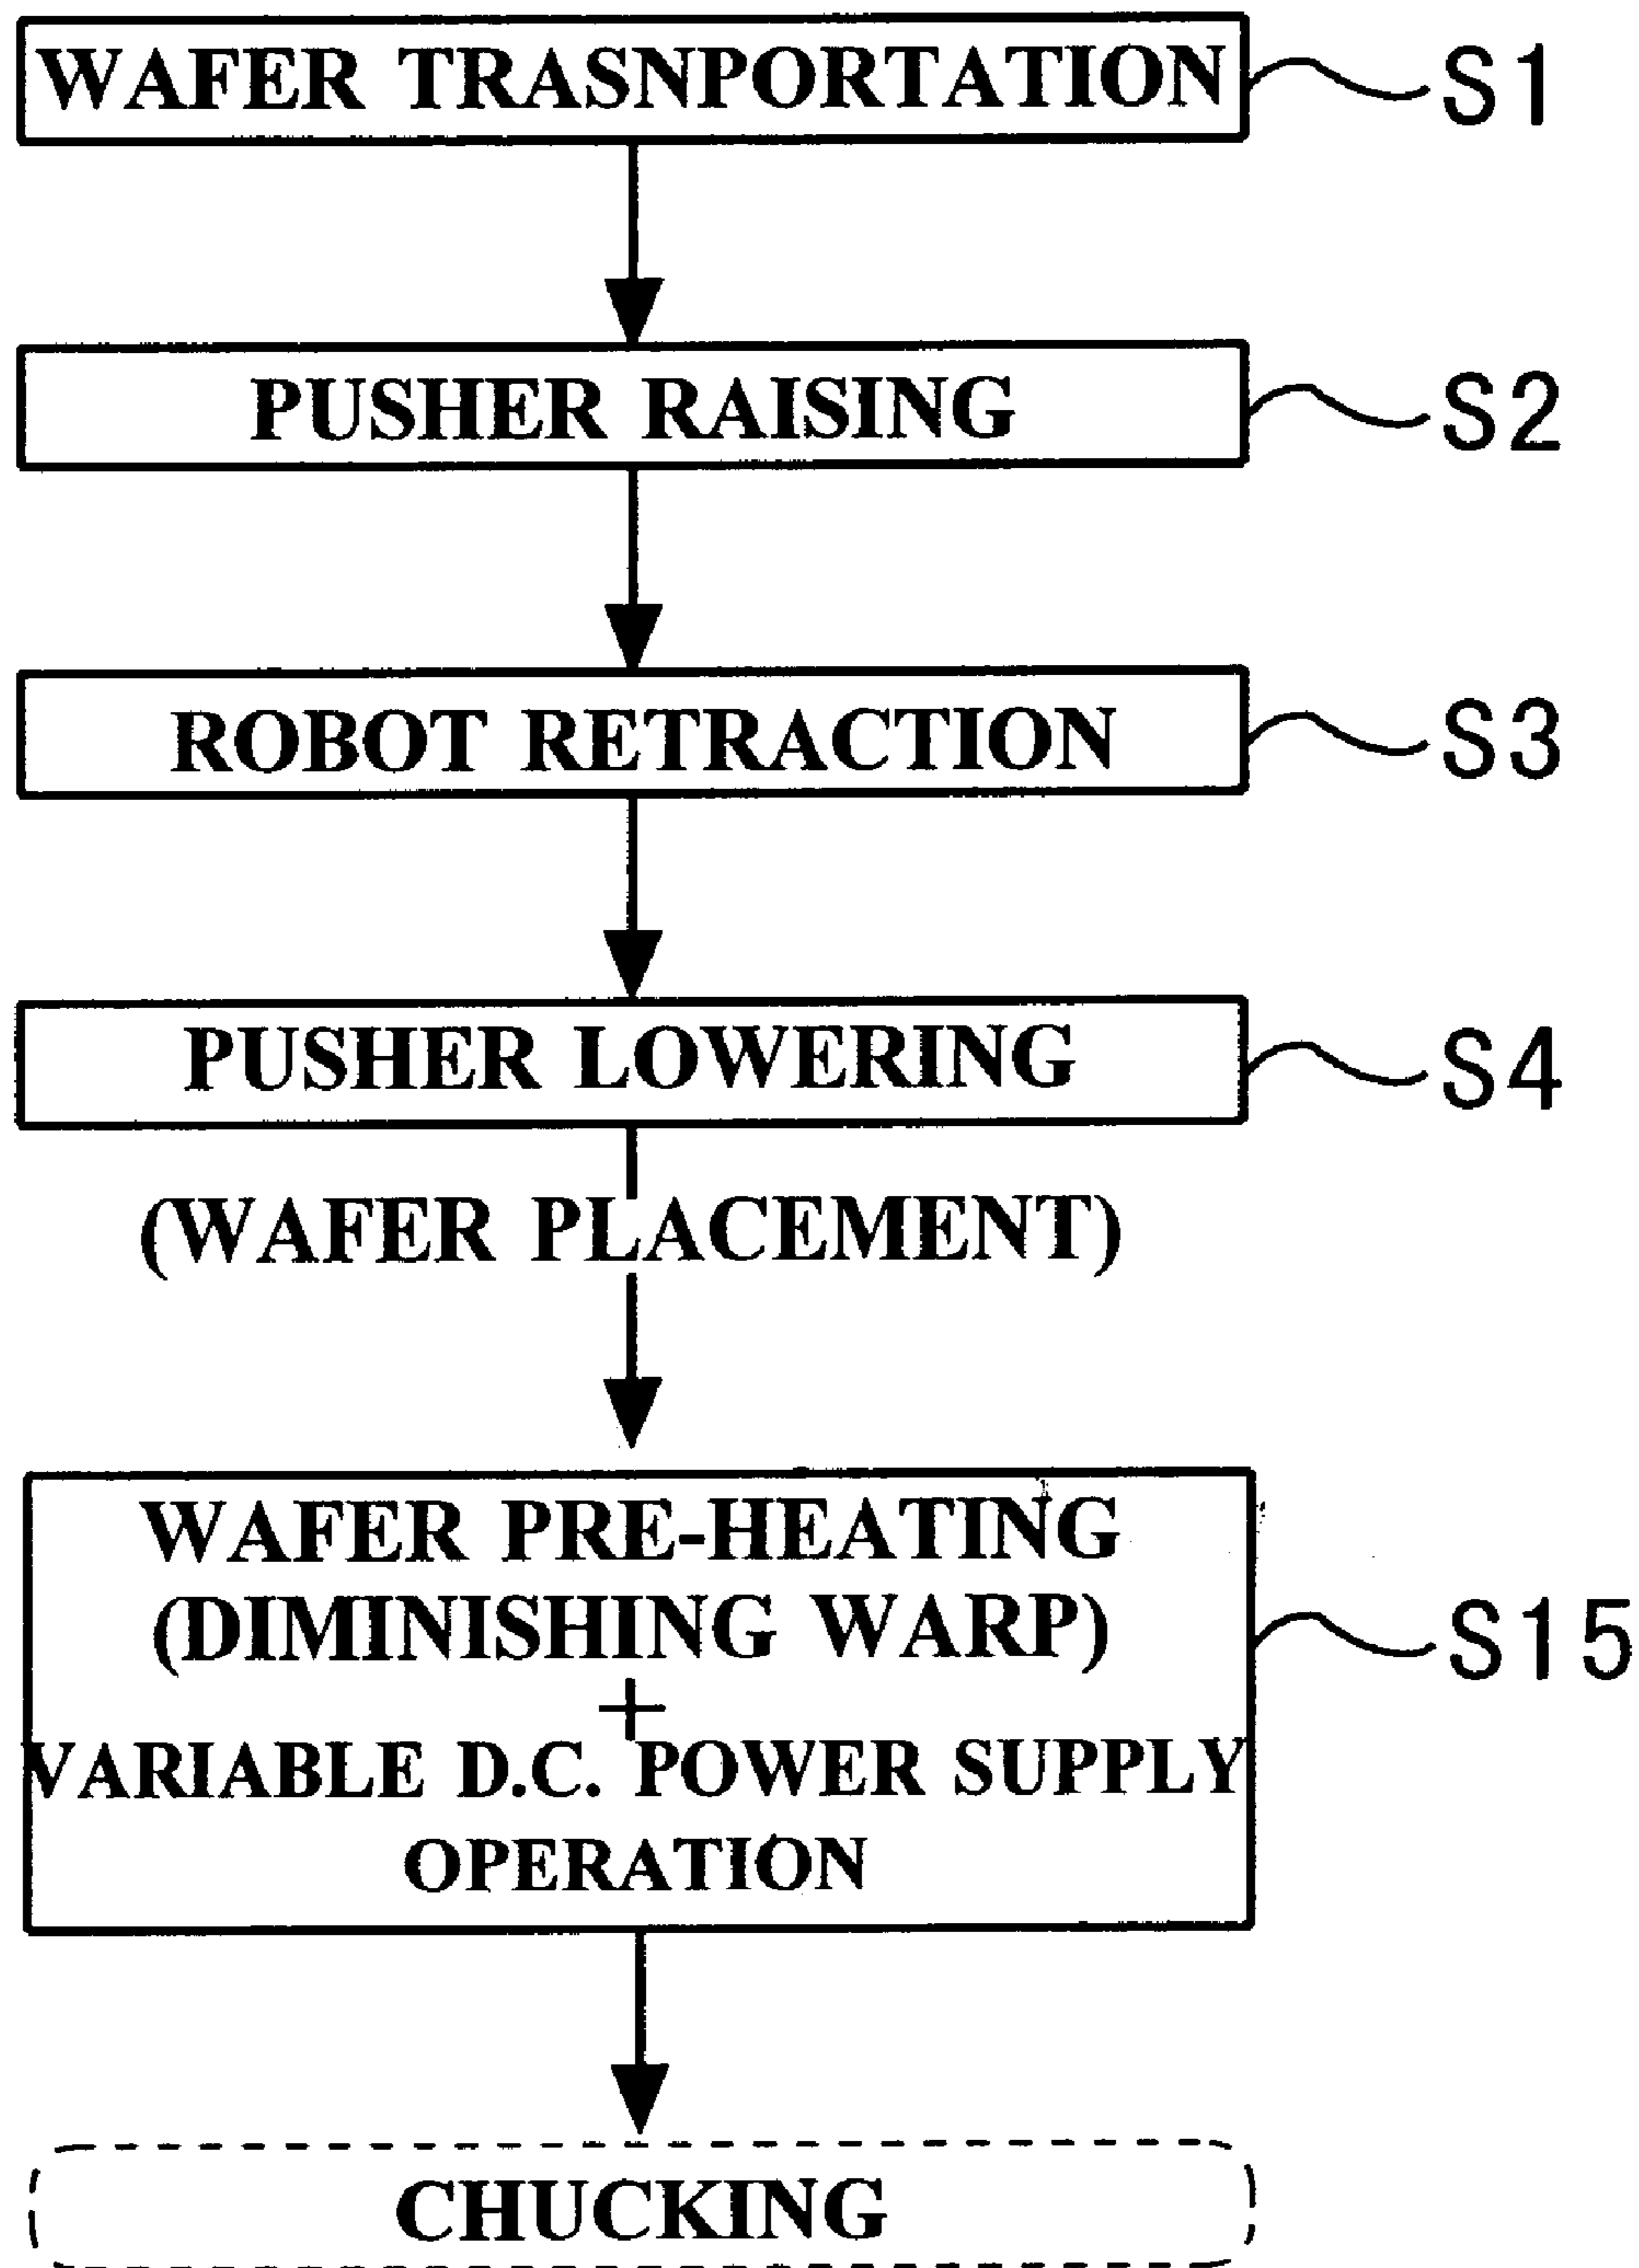 WAFER TRASNPORTATION S1
PUSHER RAISING S2
ROBOT RETRACTION S3
PUSHER LOWERING S4
(WAFER PLACEMENT)
WAFER PRE-HEATING
(DIMINISHING WARP) S15
+
VARIABLE D.C. POWER SUPPLY
OPERATION
CHUCKING